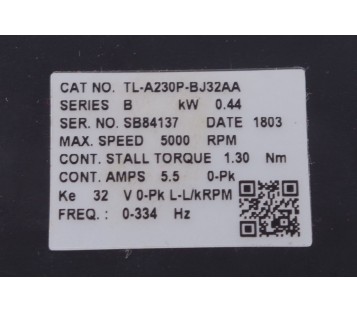 CAT NO. TL-A230P-BJ32AA
SERIES B kW 0.44
SER. NO. SB84137 DATE 1803
MAX. SPEED 5000 RPM
CONT. STALL TORQUE 1.30 Nm
CONT. AMPS 5.5 0-Pk
Ke 32 V 0-Pk L-L/kRPM
FREQ. : 0-334 Hz